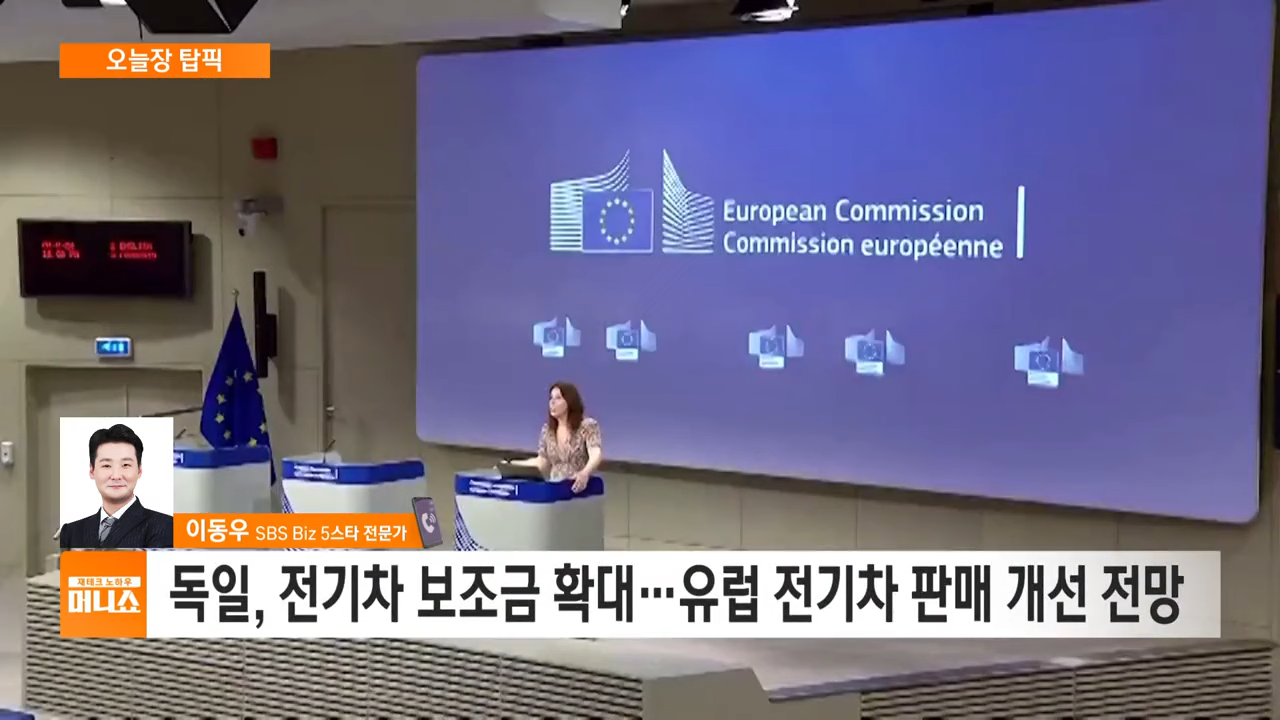 오늘장 탑픽
European Commission
Commission européenne
이동우 SBS Biz 5스타 전문가
재테크 노하우
머니쇼
독일, 전기차 보조금 확대…유럽 전기차 판매 개선 전망